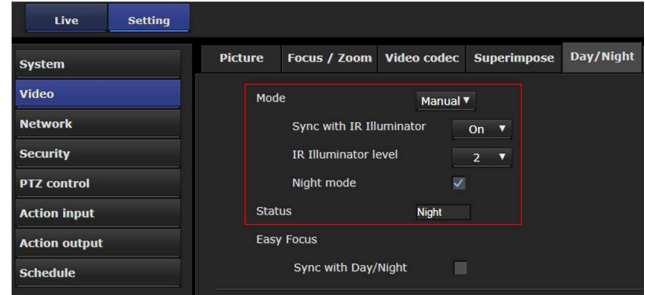 Live Setting
System
Video
Network
Security
PTZ control
Action input
Action output
Schedule
Picture Focus / Zoom Video codec Superimpose Day/Night
Mode Manual
Sync with IR Illuminator On
IR Illuminator level 2
Night mode
Status Night
Easy Focus
Sync with Day/Night